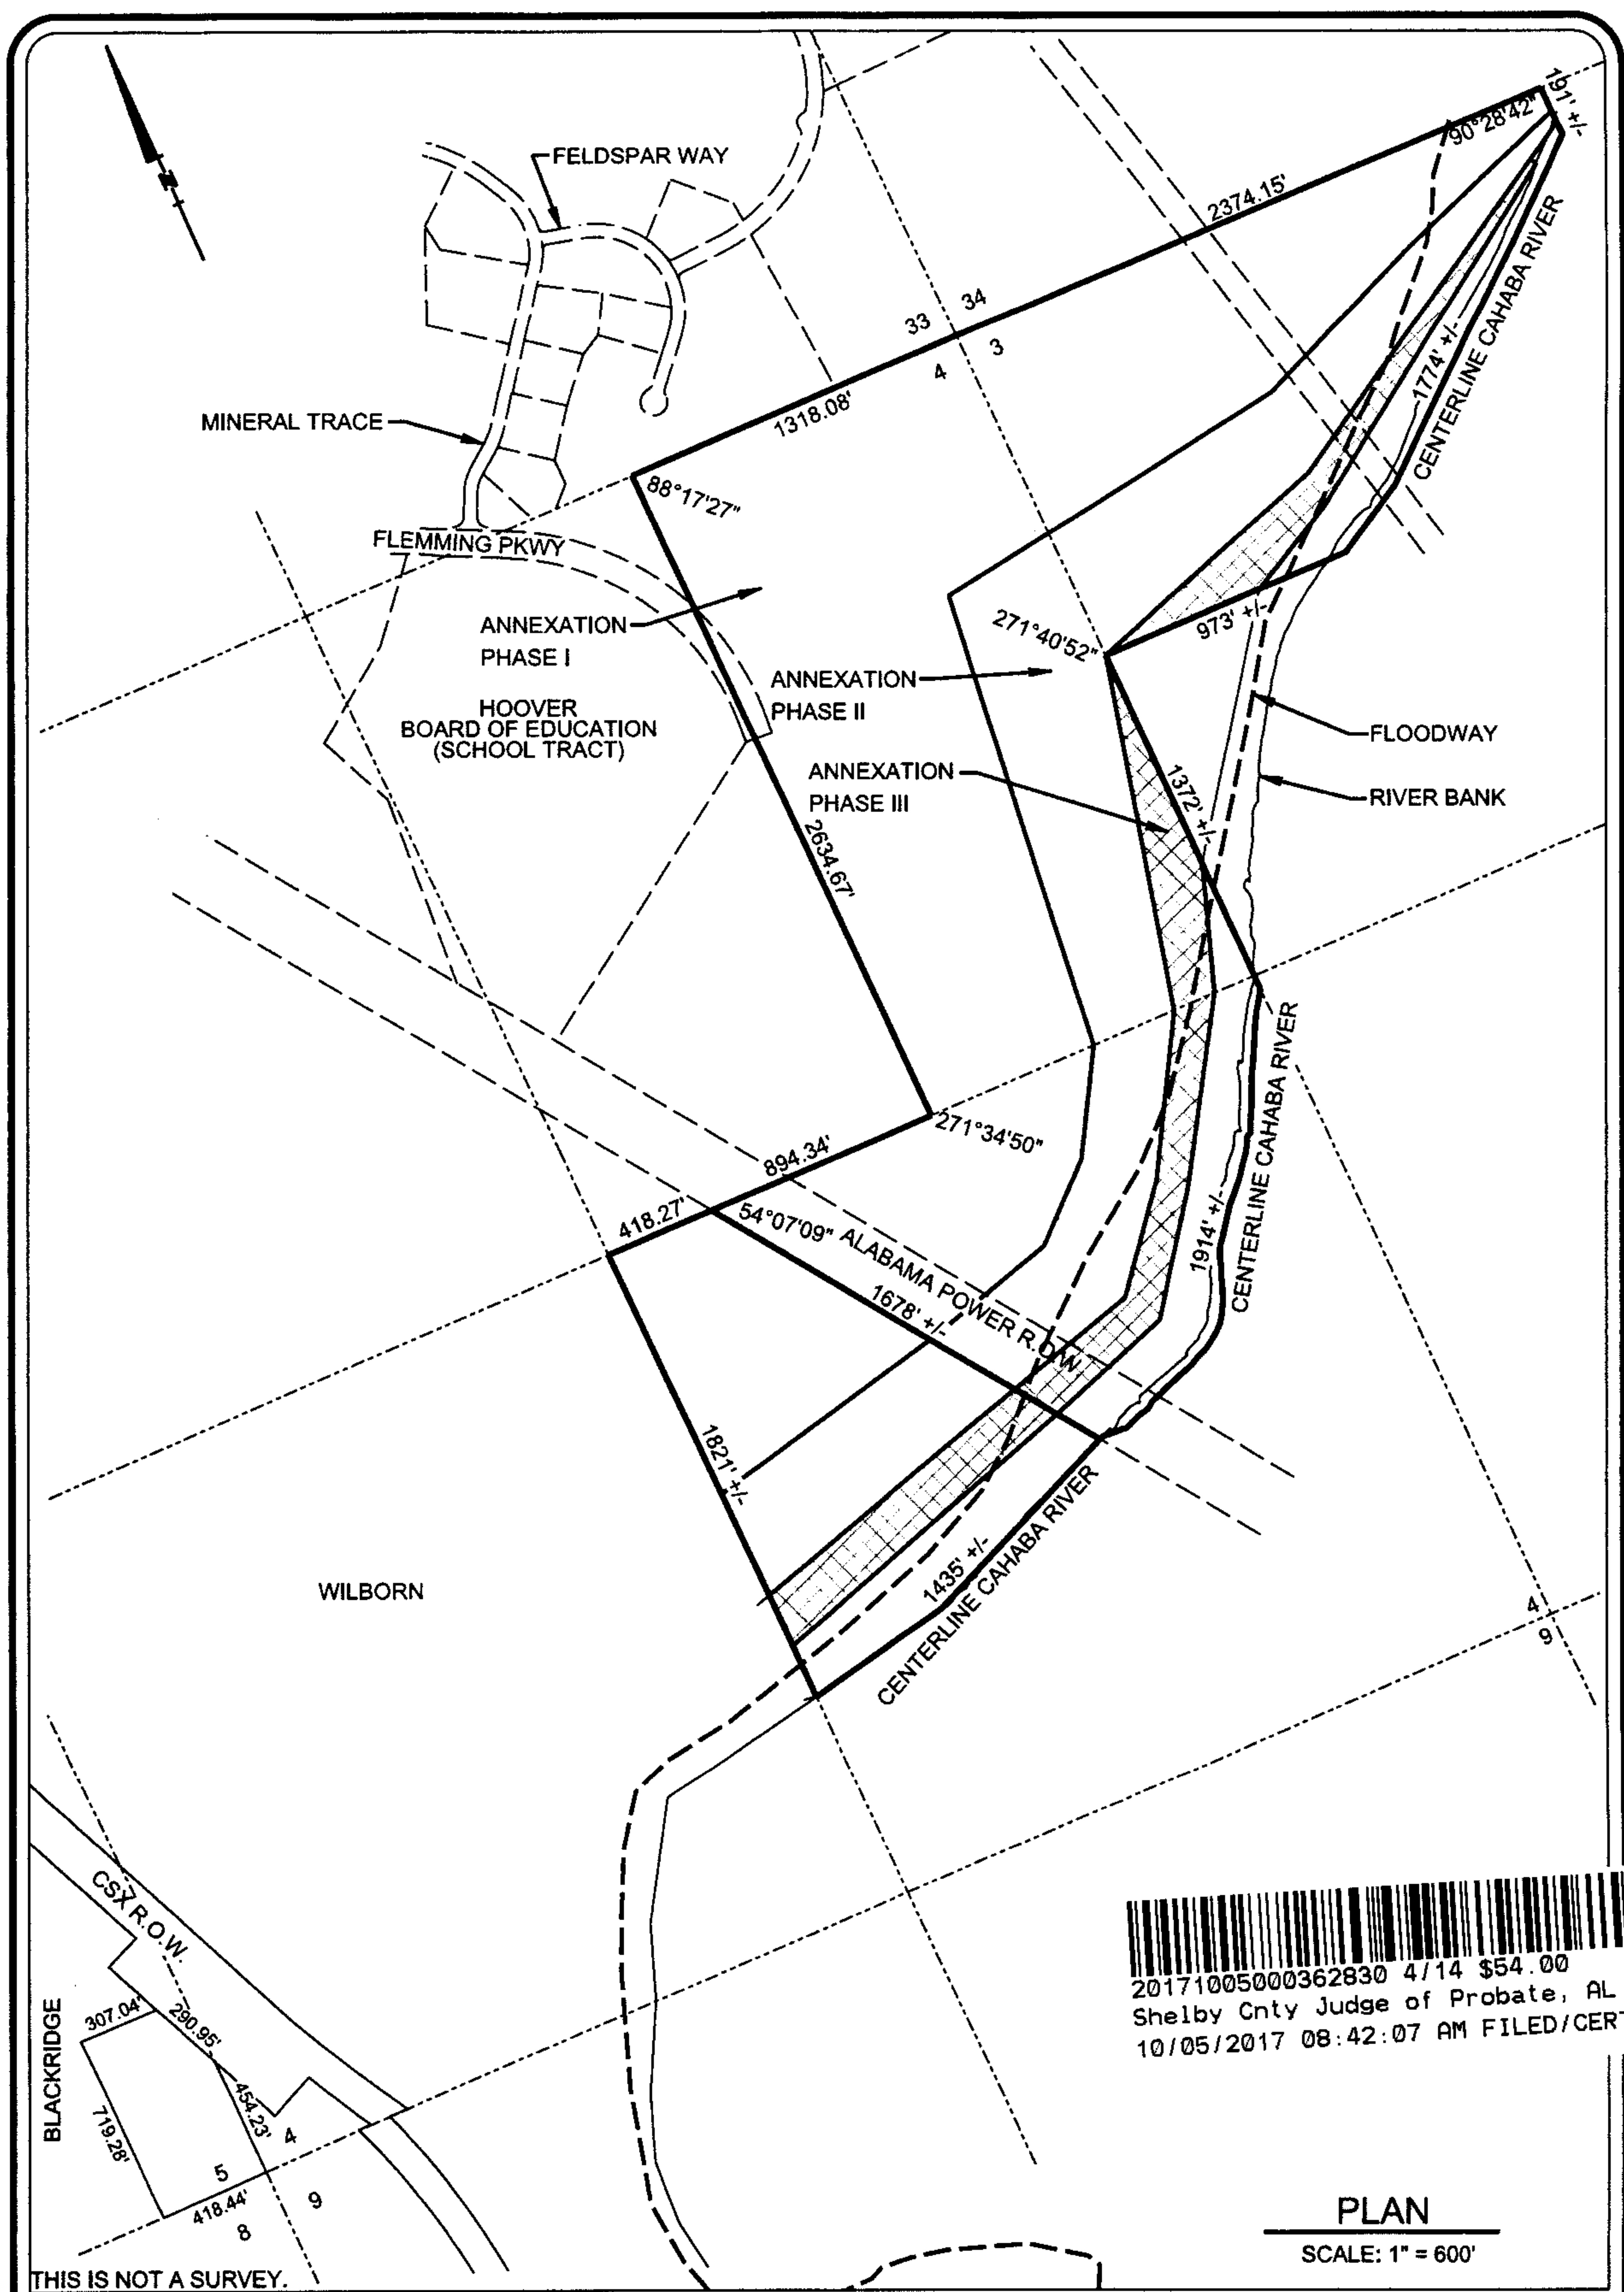 N
FELDSPAR WAY
191' +/-
90°28'42"
2374.15'
CENTERLINE CAHABA RIVER
33
34
4
3
1774' +/-
MINERAL TRACE
1318.08'
88°17'27"
FLEMMING PKWY
ANNEXATION
PHASE I
271°40'52"
973' +/-
HOOVER
BOARD OF EDUCATION
(SCHOOL TRACT)
ANNEXATION
PHASE II
FLOODWAY
ANNEXATION
PHASE III
1372' +/-
RIVER BANK
2634.67'
271°34'50"
894.34'
418.27'
54°07'09"
ALABAMA POWER R.O.W
1678' +/-
1914' +/-
CENTERLINE CAHABA RIVER
1821' +/-
1435' +/-
CENTERLINE CAHABA RIVER
WILBORN
4
9
CSX R.O.W.
BLACKRIDGE
307.04'
290.95'
454.23'
719.28'
4
5
418.44'
9
8
20171005000362830 4/14 $54.00
Shelby Cnty Judge of Probate, AL
10/05/2017 08:42:07 AM FILED/CERT
PLAN
SCALE: 1" = 600'
THIS IS NOT A SURVEY.